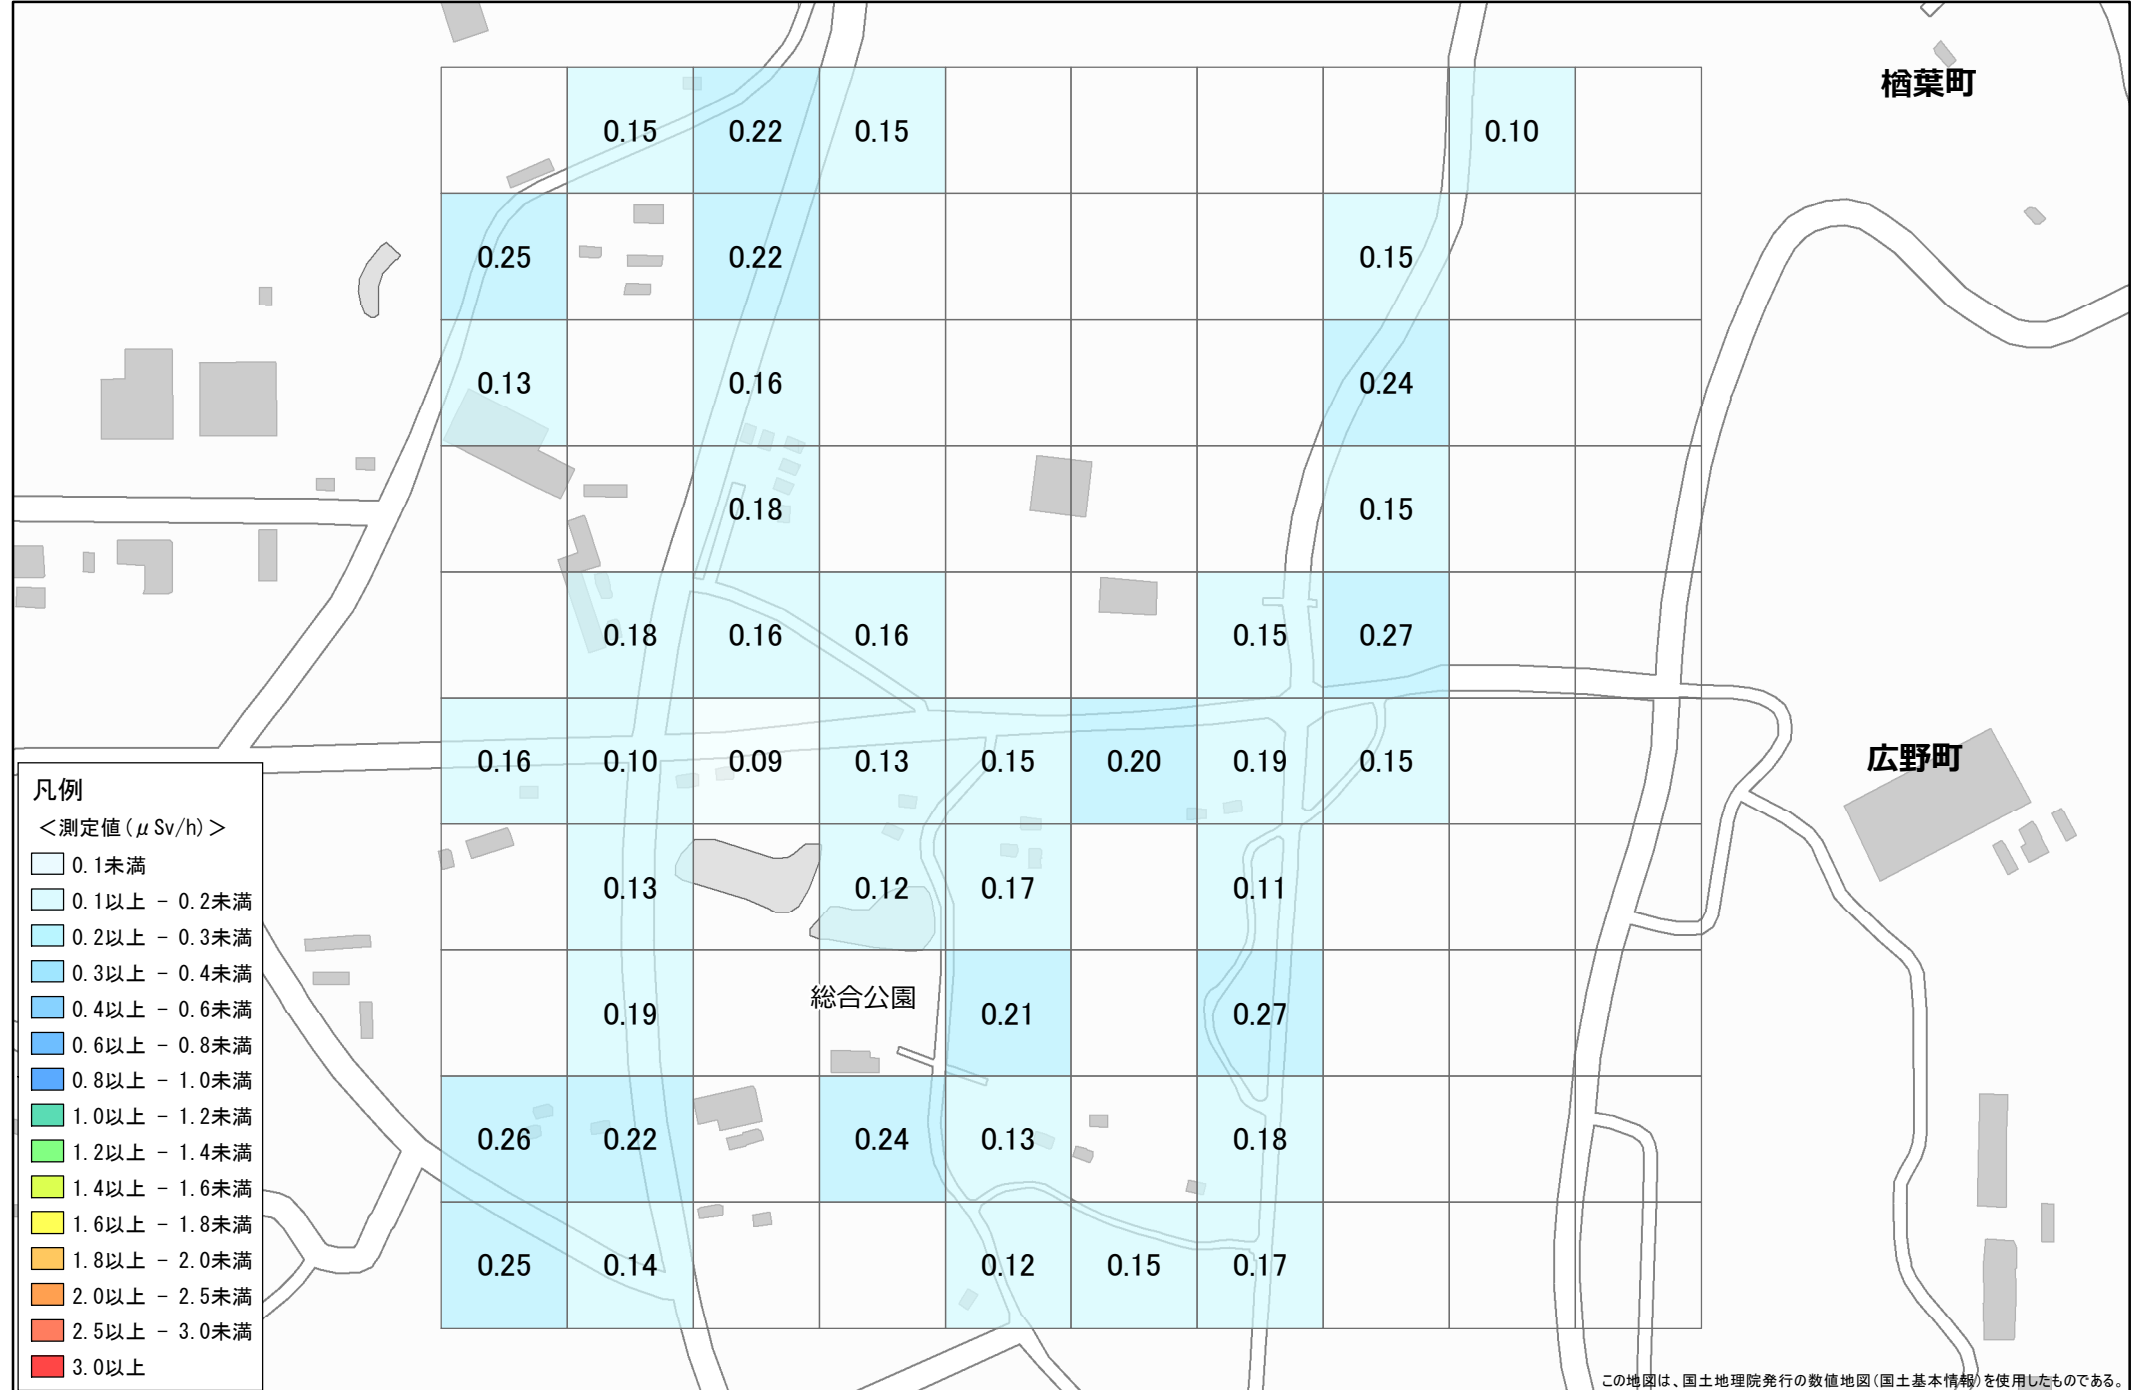 楢葉町
0.15 0.22 0.15 0.10
0.25 0.22 0.15
0.13 0.16 0.24
0.18 0.15
0.18 0.16 0.16 0.15 0.27
0.16 0.10 0.09 0.13 0.15 0.20 0.19 0.15
広野町
0.13 0.12 0.17 0.11
総合公園
0.19 0.21 0.27
0.26 0.22 0.24 0.13 0.18
0.25 0.14 0.12 0.15 0.17
凡例
＜測定値(μSv/h)＞
0.1未満
0.1以上 － 0.2未満
0.2以上 － 0.3未満
0.3以上 － 0.4未満
0.4以上 － 0.6未満
0.6以上 － 0.8未満
0.8以上 － 1.0未満
1.0以上 － 1.2未満
1.2以上 － 1.4未満
1.4以上 － 1.6未満
1.6以上 － 1.8未満
1.8以上 － 2.0未満
2.0以上 － 2.5未満
2.5以上 － 3.0未満
3.0以上
この地図は、国土地理院発行の数値地図(国土基本情報)を使用したものである。